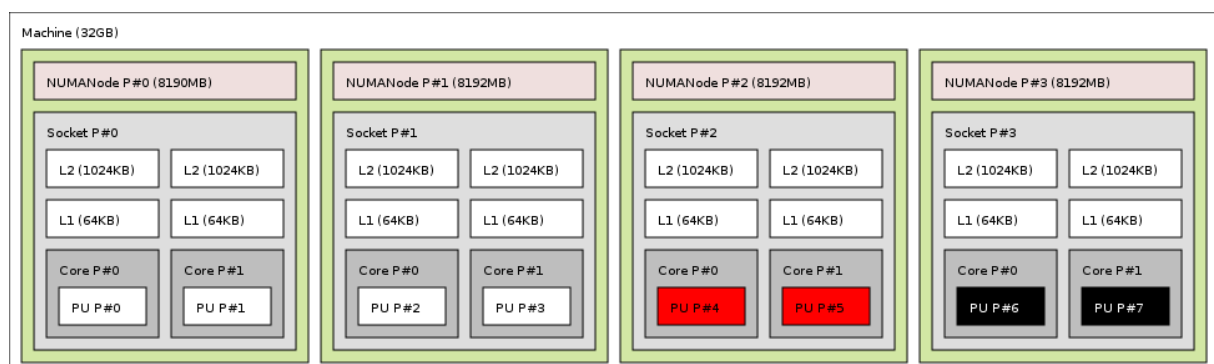 Machine (32GB)
NUMANode P#0 (8190MB)
Socket P#0
L2 (1024KB) L2 (1024KB)
L1 (64KB) L1 (64KB)
Core P#0 Core P#1
PU P#0 PU P#1
NUMANode P#1 (8192MB)
Socket P#1
L2 (1024KB) L2 (1024KB)
L1 (64KB) L1 (64KB)
Core P#0 Core P#1
PU P#2 PU P#3
NUMANode P#2 (8192MB)
Socket P#2
L2 (1024KB) L2 (1024KB)
L1 (64KB) L1 (64KB)
Core P#0 Core P#1
PU P#4 PU P#5
NUMANode P#3 (8192MB)
Socket P#3
L2 (1024KB) L2 (1024KB)
L1 (64KB) L1 (64KB)
Core P#0 Core P#1
PU P#6 PU P#7